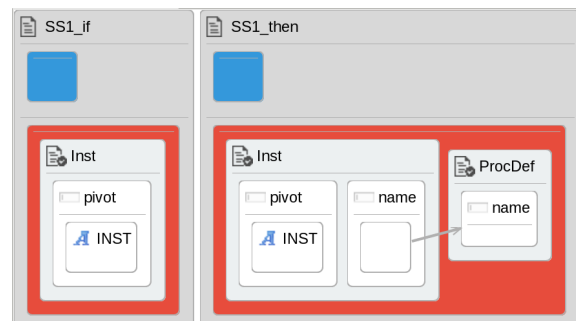 SS1_if
SS1_then
Inst
Inst
ProcDef
pivot
pivot
name
name
A INST
A INST